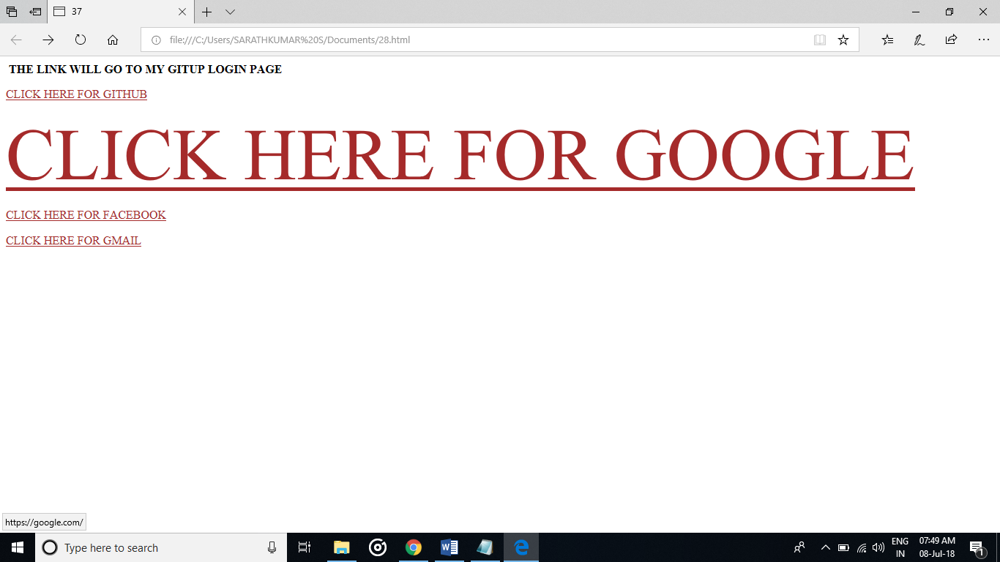 37
file:///C:/Users/SARATHKUMAR%20S/Documents/28.html
THE LINK WILL GO TO MY GITUP LOGIN PAGE
CLICK HERE FOR GITHUB
CLICK HERE FOR GOOGLE
CLICK HERE FOR FACEBOOK
CLICK HERE FOR GMAIL
https://google.com/
Type here to search
ENG
IN
07:49 AM
08-Jul-18
1